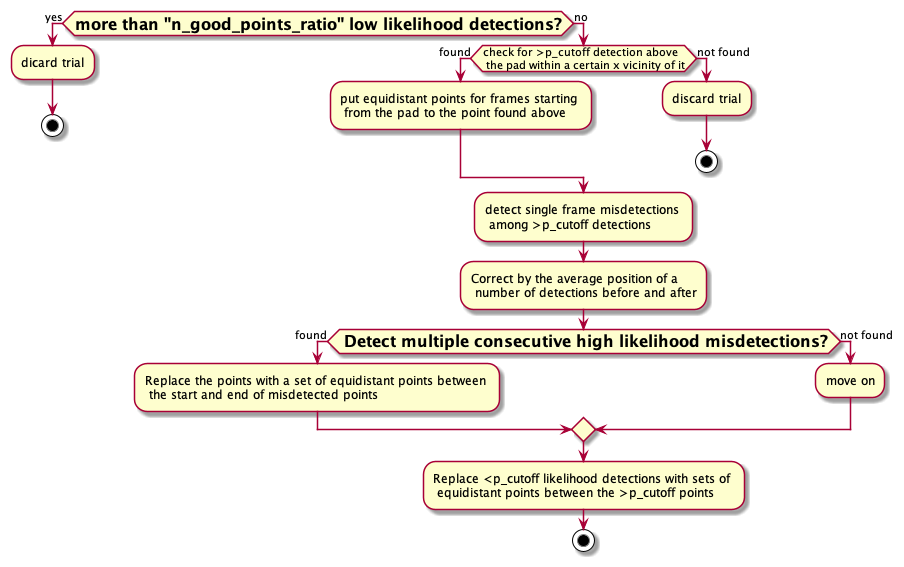 yes
more than "n_good_points_ratio" low likelihood detections?
no
dicard trial
found
check for >p_cutoff detection above
the pad within a certain x vicinity of it
not found
put equidistant points for frames starting
from the pad to the point found above
discard trial
detect single frame misdetections
among >p_cutoff detections
Correct by the average position of a
number of detections before and after
found
Detect multiple consecutive high likelihood misdetections?
not found
Replace the points with a set of equidistant points between
the start and end of misdetected points
move on
Replace <p_cutoff likelihood detections with sets of
equidistant points between the >p_cutoff points